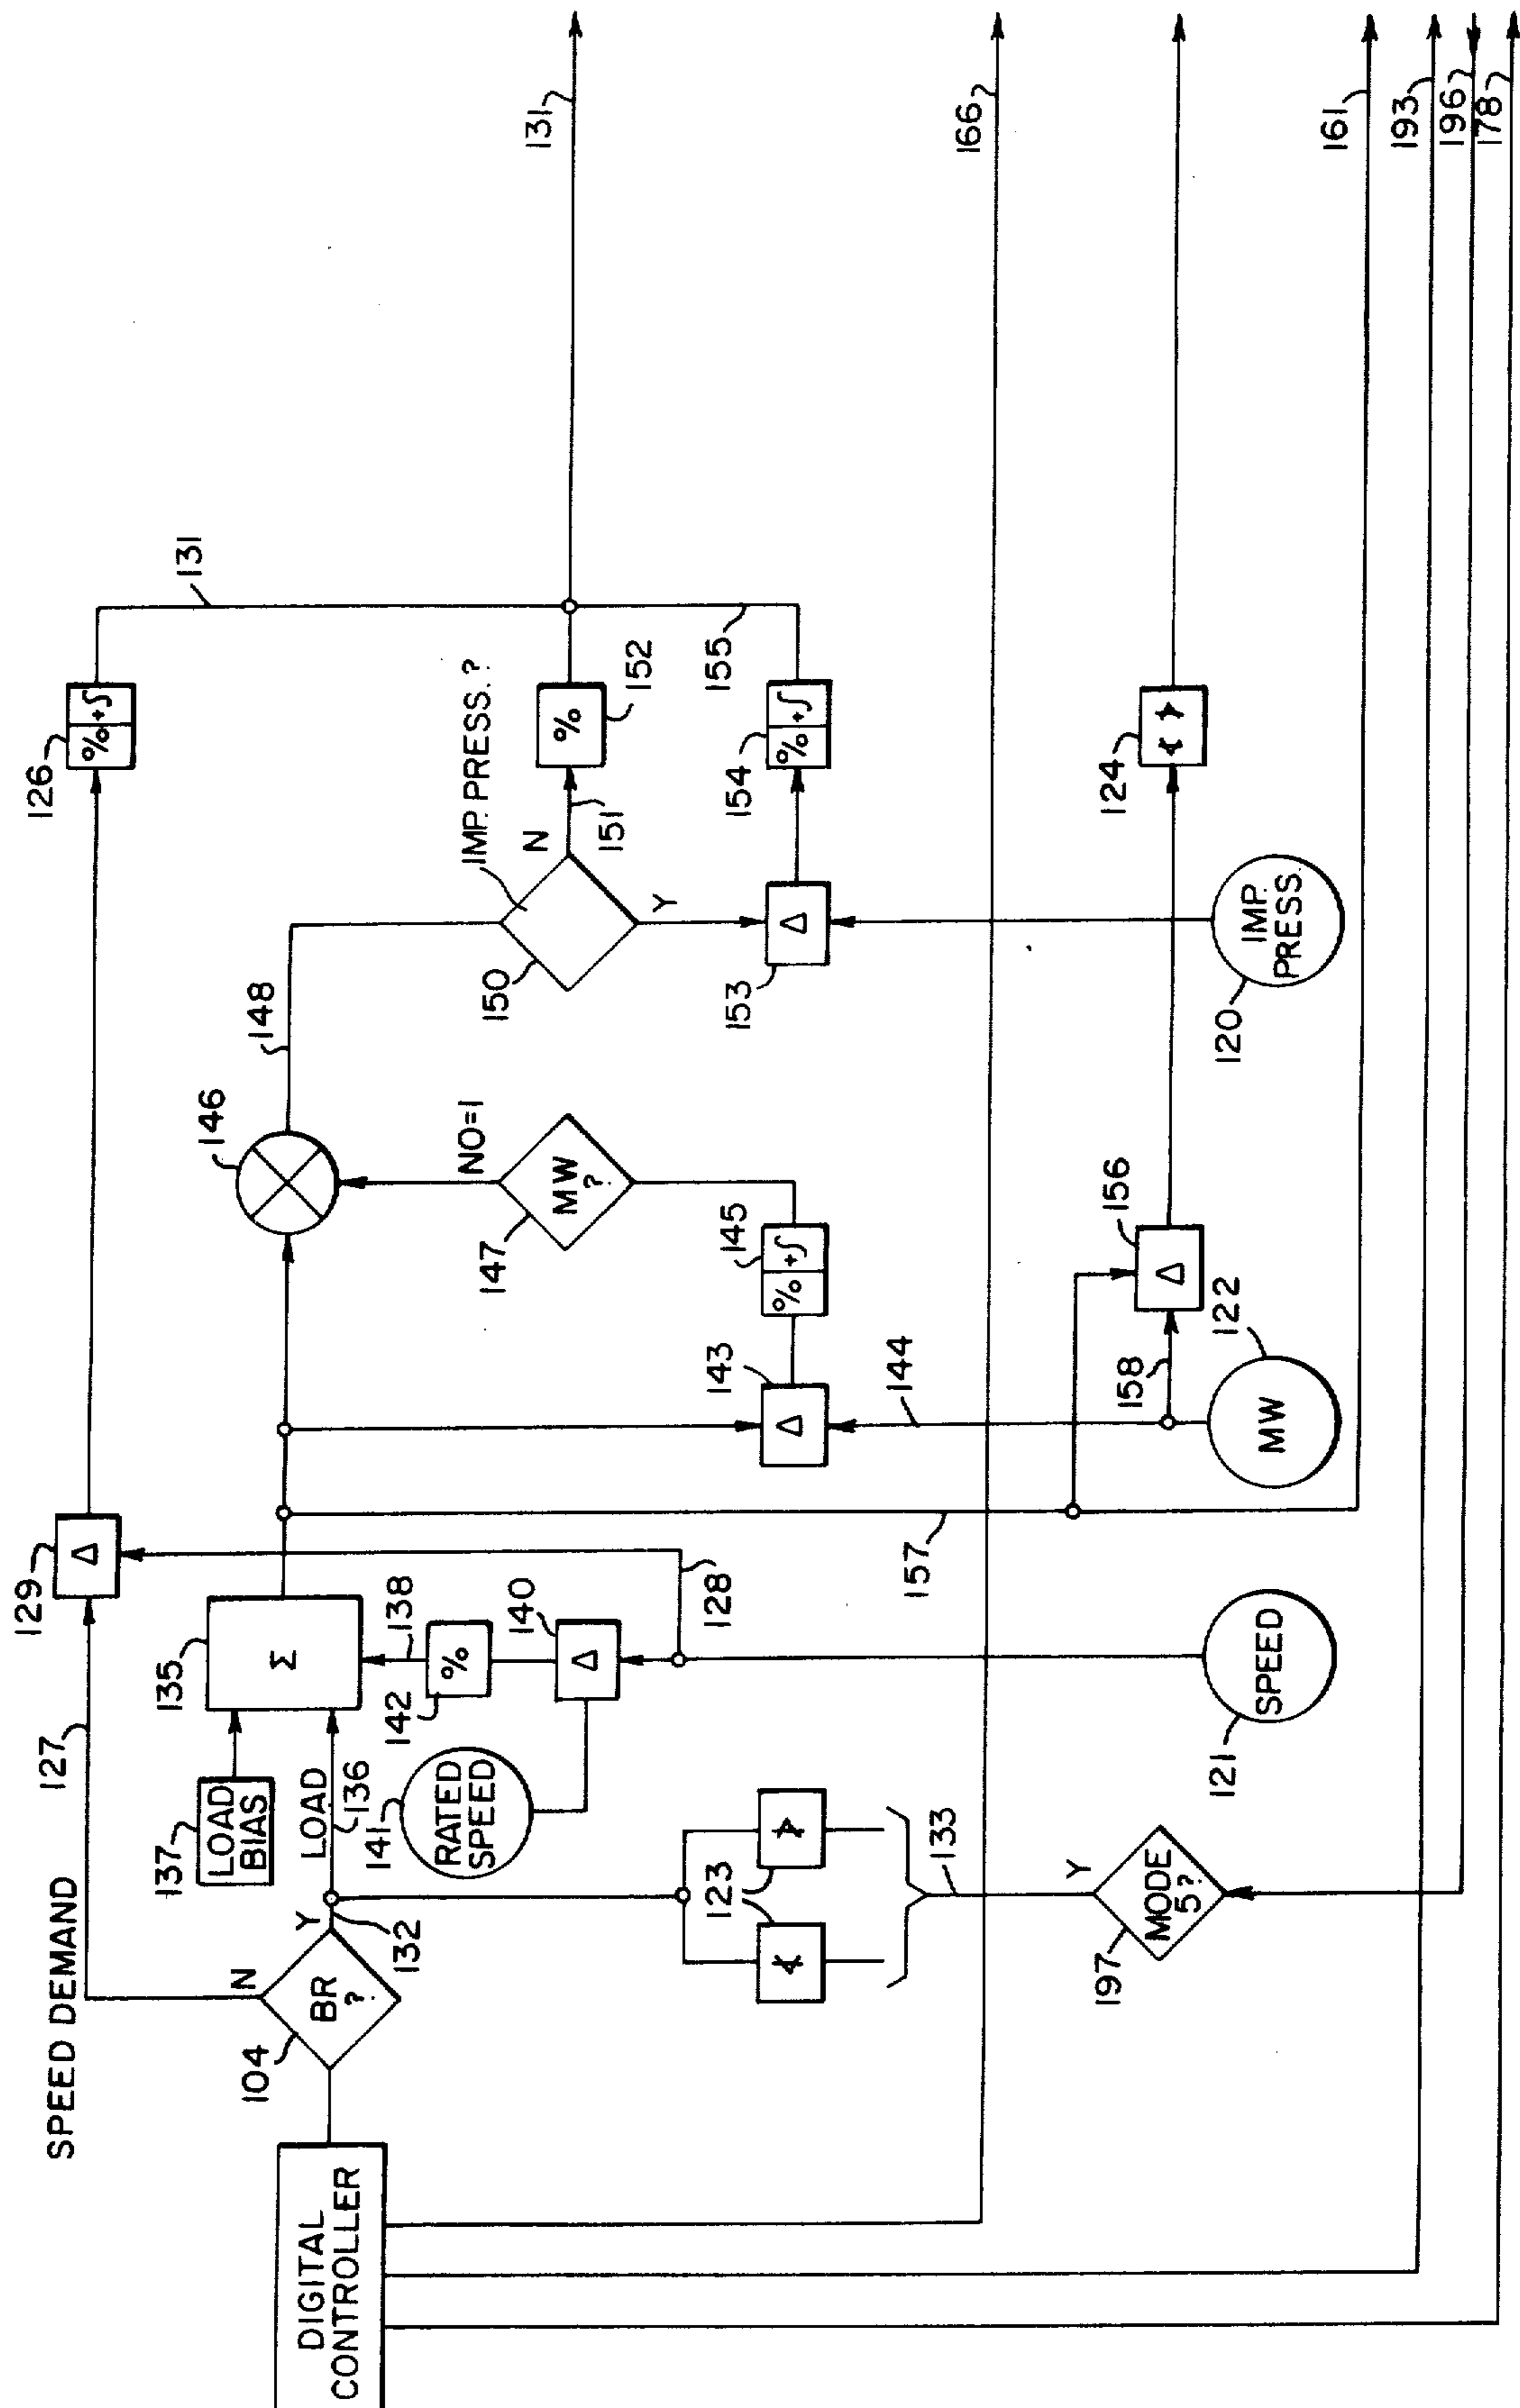 SPEED DEMAND
127
129
126
%+∫
Δ
131
DIGITAL
CONTROLLER
104
BR
?
N
Y
132
137
LOAD
BIAS
LOAD
136
135
Σ
138
142
%
140
Δ
141
RATED
SPEED
128
146
148
NO=1
147
MW
?
145
%+∫
143
Δ
144
IMP. PRESS. ?
150
N
Y
151
%
152
131
153
Δ
154
%+∫
155
123
133
197
MODE
5?
Y
121
SPEED
157
158
156
Δ
122
MW
124
120
IMP.
PRESS.
166
161
193
196
178